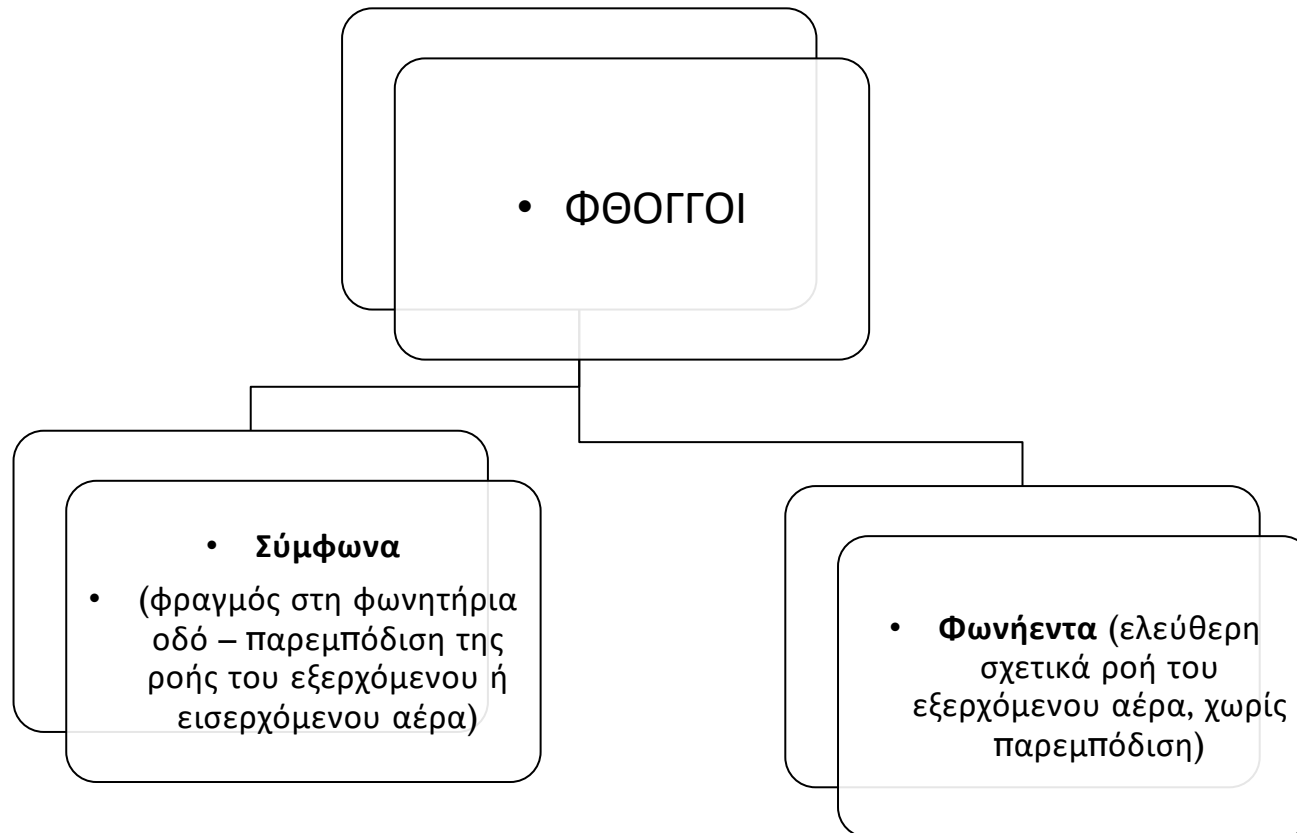 • ΦΘΟΓΓΟΙ
• Σύμφωνα
• (φραγμός στη φωνητήρια
οδό – παρεμπόδιση της
ροής του εξερχόμενου ή
εισερχόμενου αέρα)
• Φωνήεντα (ελεύθερη
σχετικά ροή του
εξερχόμενου αέρα, χωρίς
παρεμπόδιση)